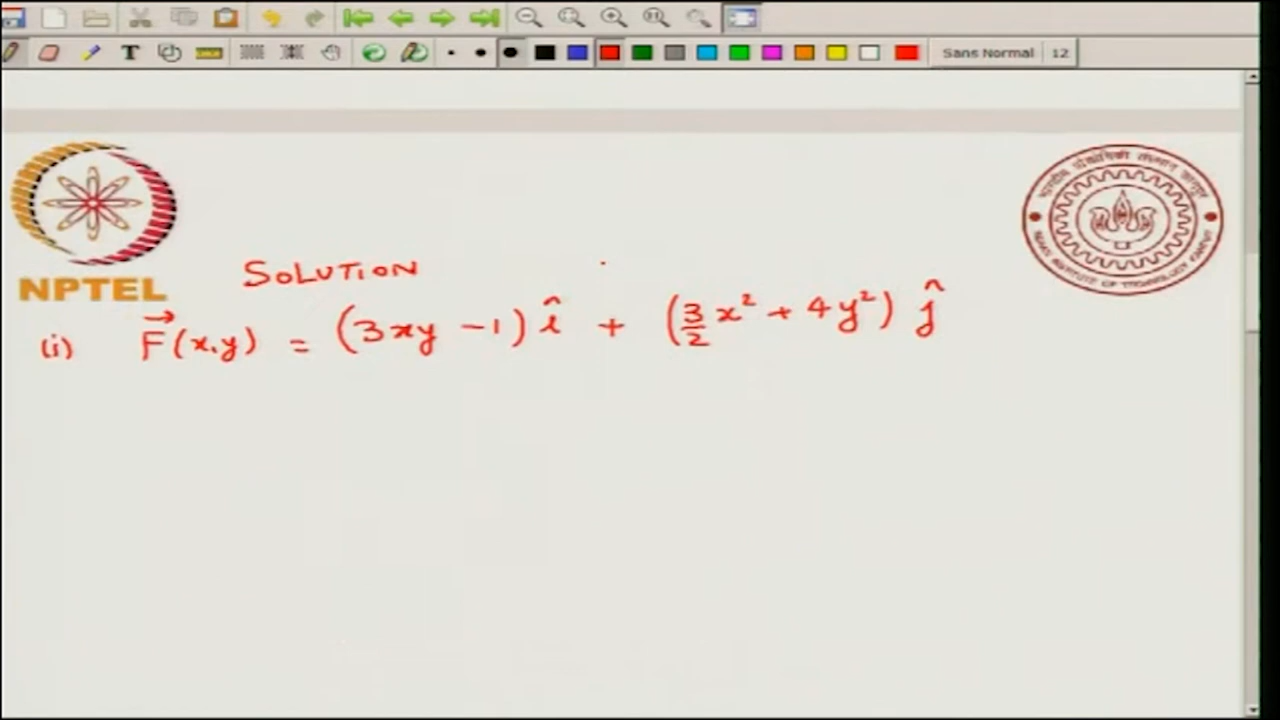 T Sans Normal 12
NPTEL
SOLUTION
(i) F⃗(x,y) = (3xy −1) î + (3/2 x² + 4y²) ĵ